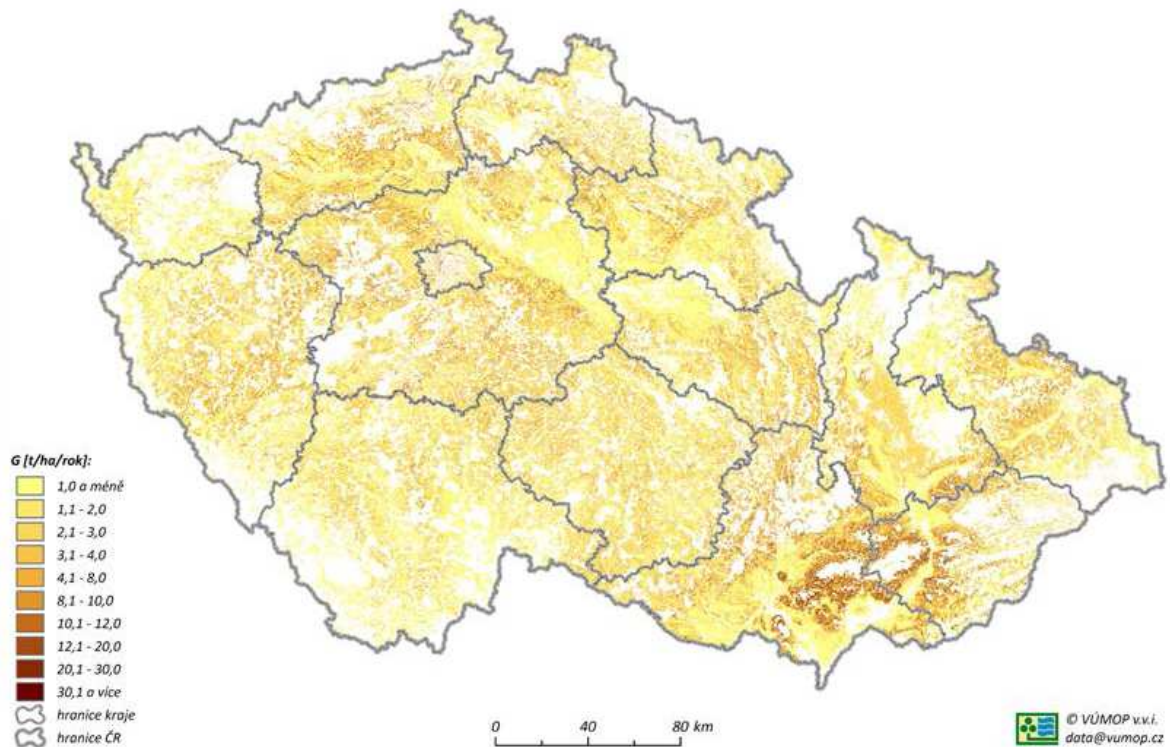 G [t/ha/rok]:
1,0 a méně
1,1 - 2,0
2,1 - 3,0
3,1 - 4,0
4,1 - 8,0
8,1 - 10,0
10,1 - 12,0
12,1 - 20,0
20,1 - 30,0
30,1 a více
hranice kraje
hranice ČR
0 40 80 km
© VÚMOP v.v.i.
data@vumop.cz